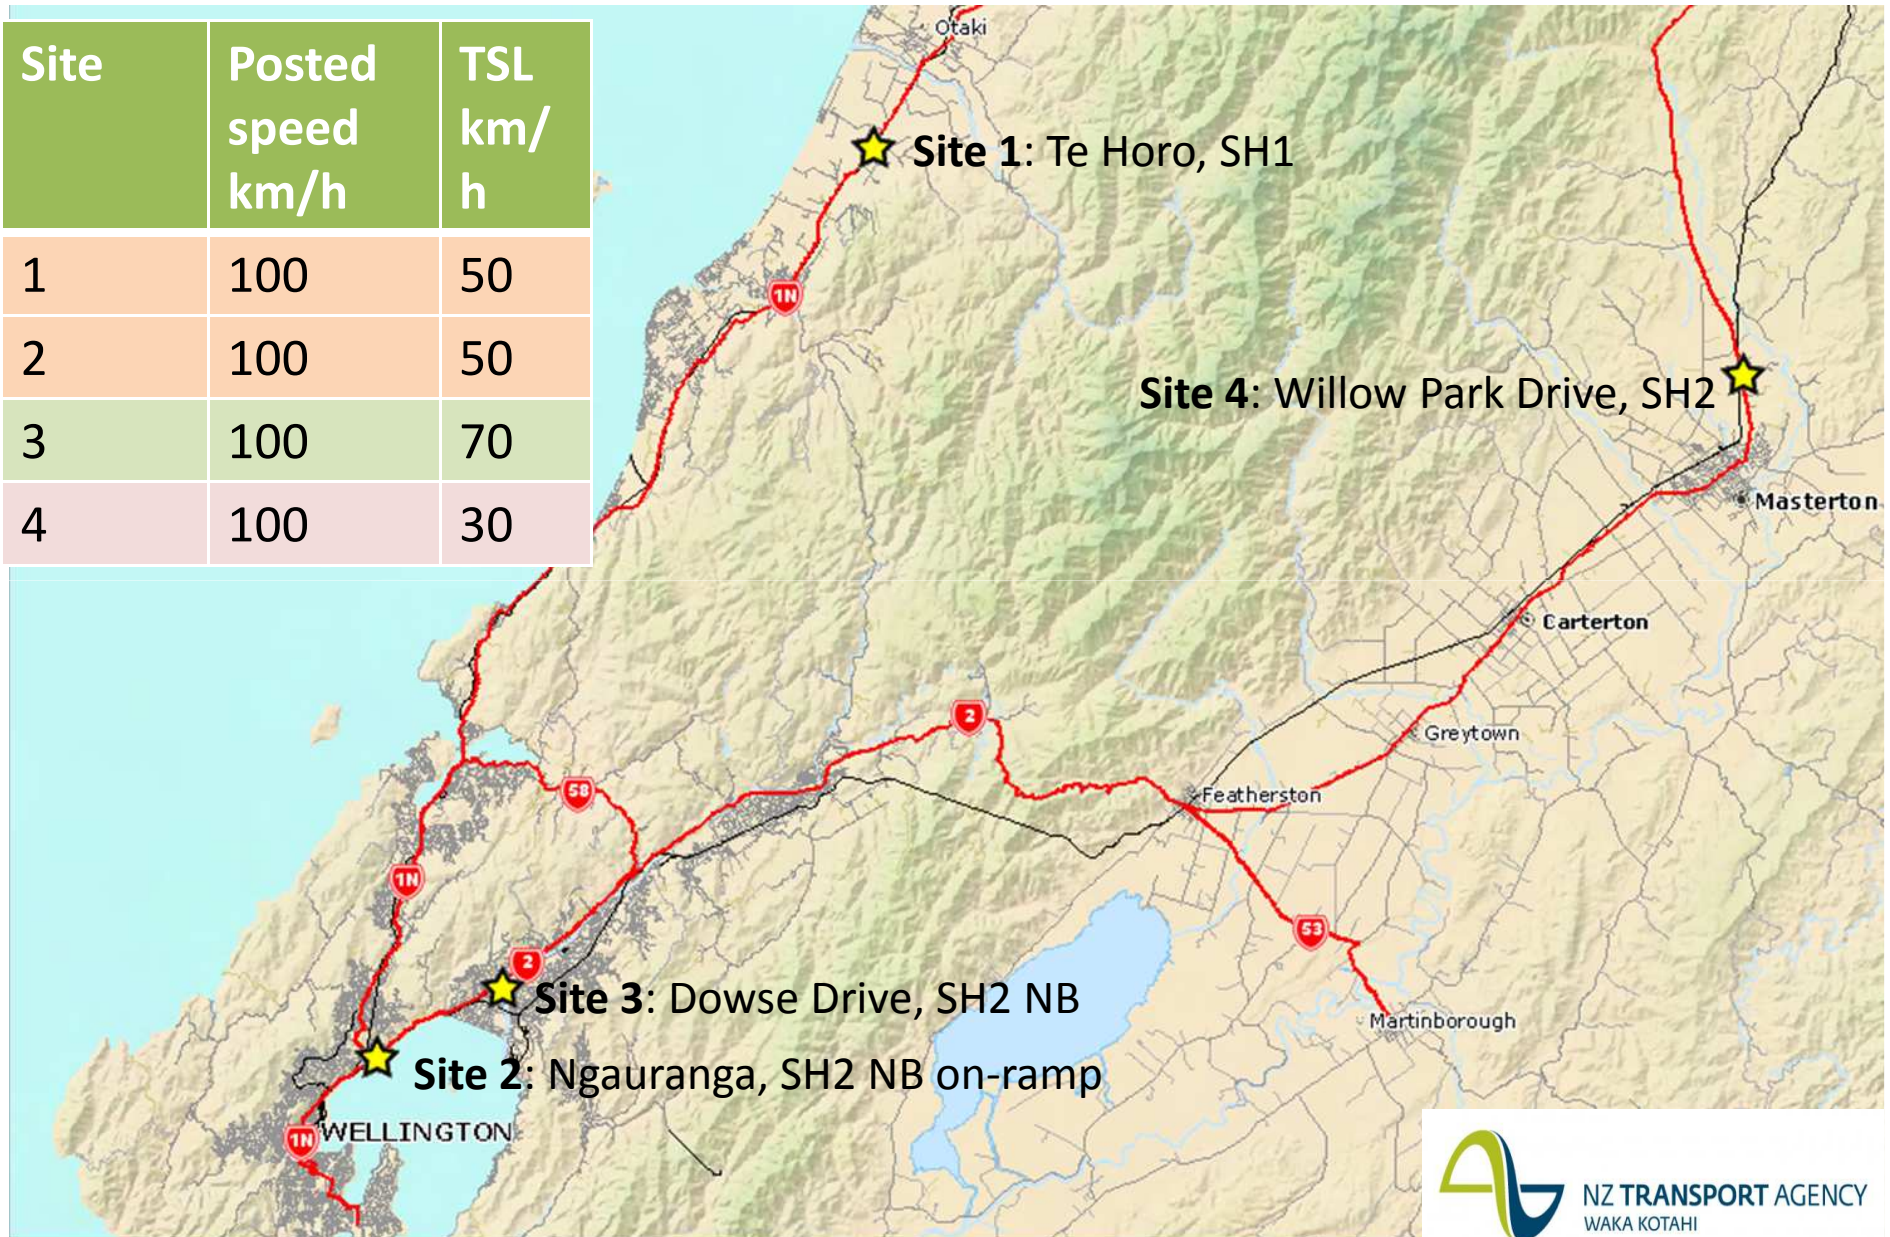 Site Posted speed km/h TSL km/h
1 100 50
2 100 50
3 100 70
4 100 30
Otaki
Site 1: Te Horo, SH1
1N
Site 4: Willow Park Drive, SH2
Masterton
Carterton
2
Greytown
58
Featherston
1N
53
2
Site 3: Dowse Drive, SH2 NB
Martinborough
Site 2: Ngauranga, SH2 NB on-ramp
1N
WELLINGTON
NZ TRANSPORT AGENCY
WAKA KOTAHI